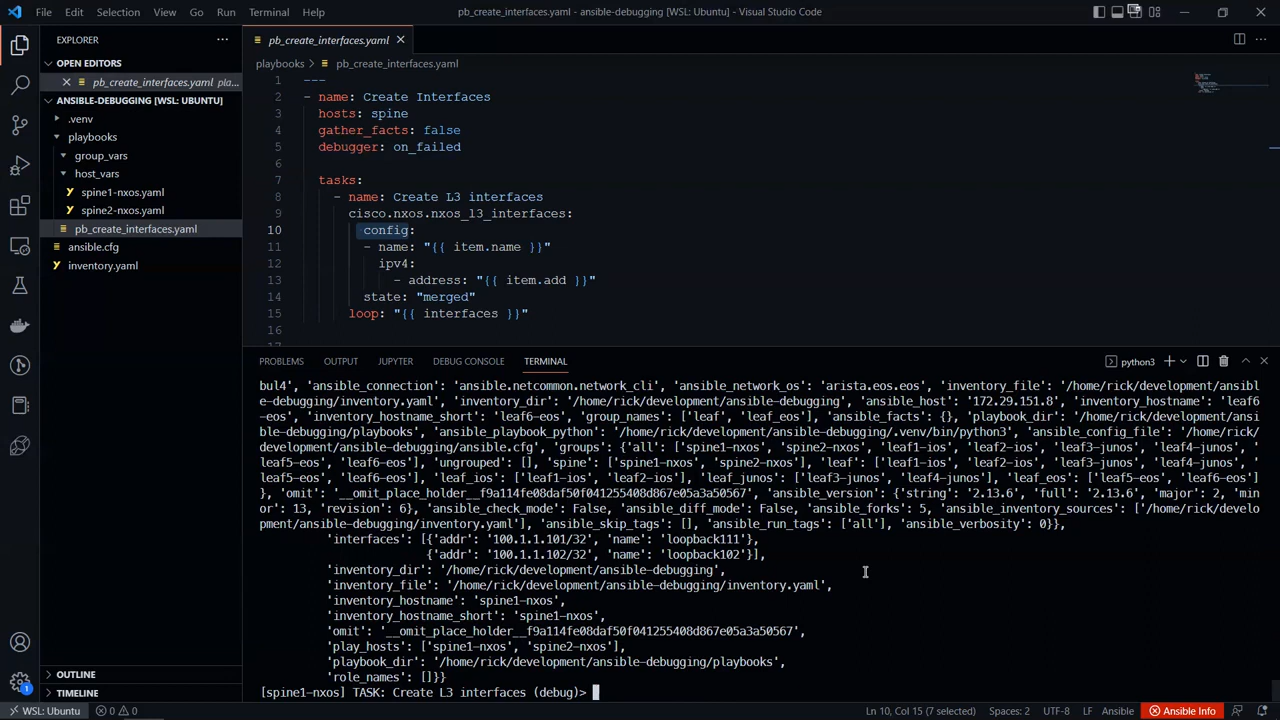 File Edit Selection View Go Run Terminal Help
pb_create_interfaces.yaml - ansible-debugging [WSL: Ubuntu] - Visual Studio Code
EXPLORER
OPEN EDITORS
pb_create_interfaces.yaml pla...
ANSIBLE-DEBUGGING [WSL: UBUNTU]
.venv
playbooks
group_vars
host_vars
spine1-nxos.yaml
spine2-nxos.yaml
pb_create_interfaces.yaml
ansible.cfg
inventory.yaml
OUTLINE
TIMELINE
pb_create_interfaces.yaml
playbooks > pb_create_interfaces.yaml
1 ---
2 - name: Create Interfaces
3 hosts: spine
4 gather_facts: false
5 debugger: on_failed
6
7 tasks:
8 - name: Create L3 interfaces
9 cisco.nxos.nxos_l3_interfaces:
10 config:
11 - name: "{{ item.name }}"
12 ipv4:
13 - address: "{{ item.add }}"
14 state: "merged"
15 loop: "{{ interfaces }}"
16
PROBLEMS OUTPUT JUPYTER DEBUG CONSOLE TERMINAL
python3
bul4', 'ansible_connection': 'ansible.netcommon.network_cli', 'ansible_network_os': 'arista.eos.eos', 'inventory_file': '/home/rick/development/ansibl
e-debugging/inventory.yaml', 'inventory_dir': '/home/rick/development/ansible-debugging', 'ansible_host': '172.29.151.8', 'inventory_hostname': 'leaf6
-eos', 'inventory_hostname_short': 'leaf6-eos', 'group_names': ['leaf', 'leaf_eos'], 'ansible_facts': {}, 'playbook_dir': '/home/rick/development/ansi
ble-debugging/playbooks', 'ansible_playbook_python': '/home/rick/development/ansible-debugging/.venv/bin/python3', 'ansible_config_file': '/home/rick/
development/ansible-debugging/ansible.cfg', 'groups': {'all': ['spine1-nxos', 'spine2-nxos', 'leaf1-ios', 'leaf2-ios', 'leaf3-junos', 'leaf4-junos', '
leaf5-eos', 'leaf6-eos'], 'ungrouped': [], 'spine': ['spine1-nxos', 'spine2-nxos'], 'leaf': ['leaf1-ios', 'leaf2-ios', 'leaf3-junos', 'leaf4-junos', '
leaf5-eos', 'leaf6-eos'], 'leaf_ios': ['leaf1-ios', 'leaf2-ios'], 'leaf_junos': ['leaf3-junos', 'leaf4-junos'], 'leaf_eos': ['leaf5-eos', 'leaf6-eos']
}, 'omit': '__omit_place_holder__f9a114fe08daf50f041255408d867e05a3a50567', 'ansible_version': {'string': '2.13.6', 'full': '2.13.6', 'major': 2, 'min
or': 13, 'revision': 6}, 'ansible_check_mode': False, 'ansible_diff_mode': False, 'ansible_forks': 5, 'ansible_inventory_sources': ['/home/rick/develo
pment/ansible-debugging/inventory.yaml'], 'ansible_skip_tags': [], 'ansible_run_tags': ['all'], 'ansible_verbosity': 0}},
'interfaces': [{'addr': '100.1.1.101/32', 'name': 'loopback111'},
{'addr': '100.1.1.102/32', 'name': 'loopback102'}],
'inventory_dir': '/home/rick/development/ansible-debugging',
'inventory_file': '/home/rick/development/ansible-debugging/inventory.yaml',
'inventory_hostname': 'spine1-nxos',
'inventory_hostname_short': 'spine1-nxos',
'omit': '__omit_place_holder__f9a114fe08daf50f041255408d867e05a3a50567',
'play_hosts': ['spine1-nxos', 'spine2-nxos'],
'playbook_dir': '/home/rick/development/ansible-debugging/playbooks',
'role_names': []}}
[spine1-nxos] TASK: Create L3 interfaces (debug)>
1
WSL: Ubuntu 0 0 Ln 10, Col 15 (7 selected) Spaces: 2 UTF-8 LF Ansible Ansible Info